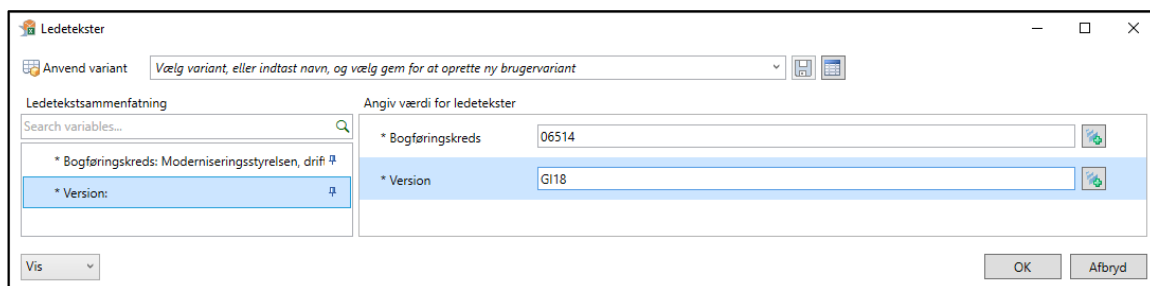 Ledetekster
Anvend variant Vælg variant, eller indtast navn, og vælg gem for at oprette ny brugervariant
Ledetekstsammenfatning Angiv værdi for ledetekster
Search variables...
* Bogføringskreds 06514
* Bogføringskreds: Moderniseringsstyrelsen, drift
* Version GI18
* Version:
Vis OK Afbryd